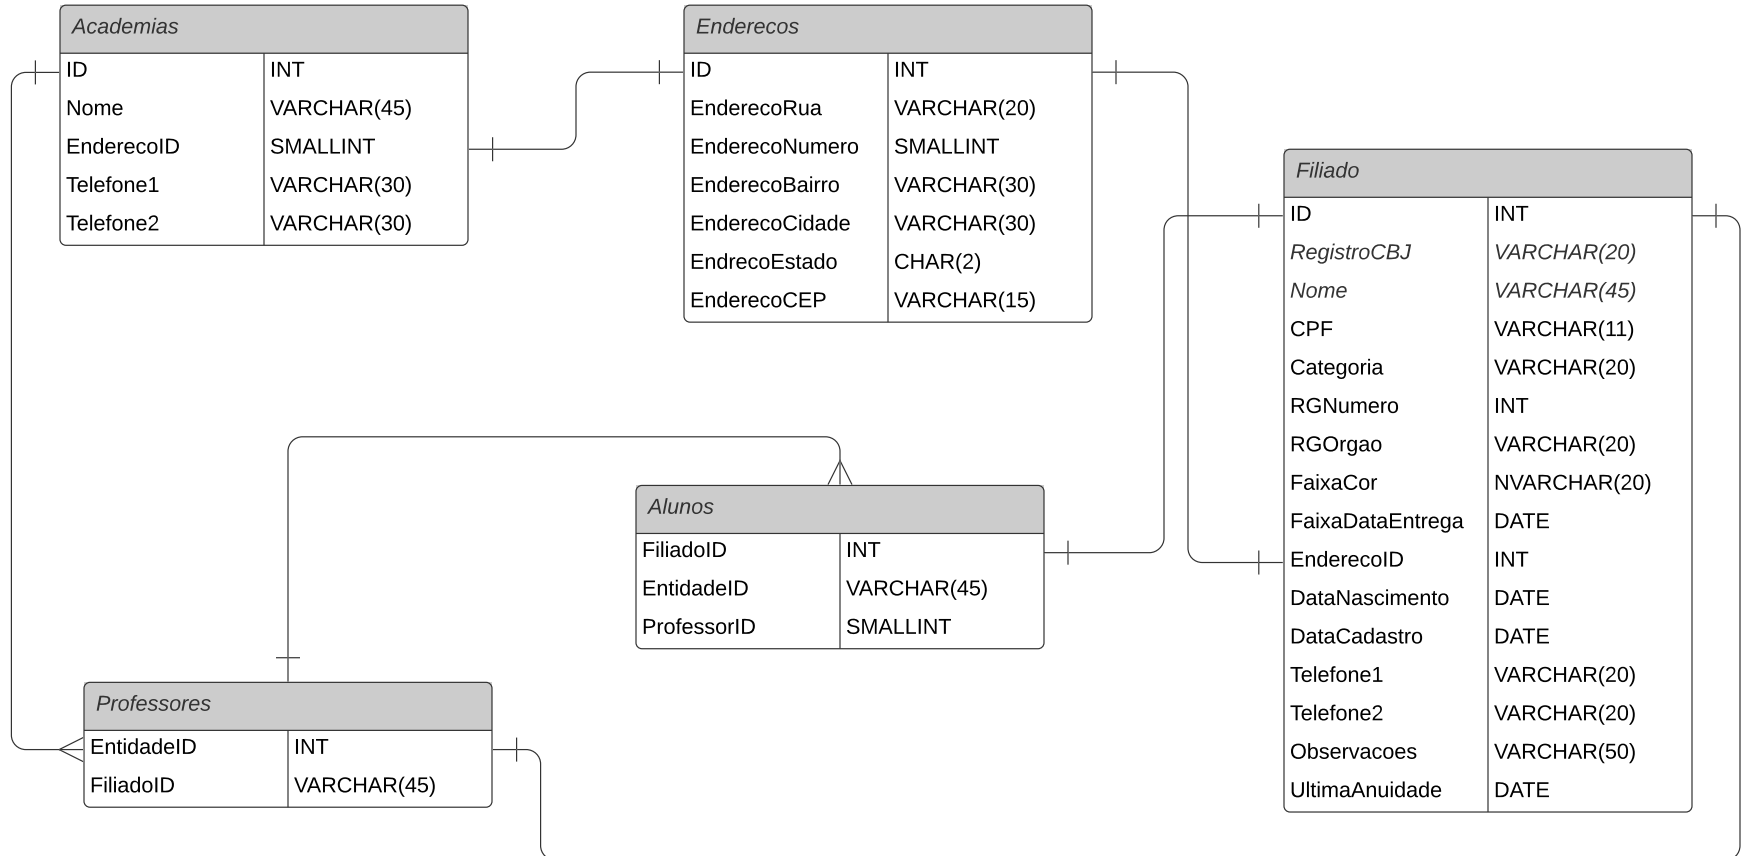 Academias
ID INT
Nome VARCHAR(45)
EnderecoID SMALLINT
Telefone1 VARCHAR(30)
Telefone2 VARCHAR(30)
Enderecos
ID INT
EnderecoRua VARCHAR(20)
EnderecoNumero SMALLINT
EnderecoBairro VARCHAR(30)
EnderecoCidade VARCHAR(30)
EndrecoEstado CHAR(2)
EnderecoCEP VARCHAR(15)
Filiado
ID INT
RegistroCBJ VARCHAR(20)
Nome VARCHAR(45)
CPF VARCHAR(11)
Categoria VARCHAR(20)
RGNumero INT
RGOrgao VARCHAR(20)
FaixaCor NVARCHAR(20)
FaixaDataEntrega DATE
EnderecoID INT
DataNascimento DATE
DataCadastro DATE
Telefone1 VARCHAR(20)
Telefone2 VARCHAR(20)
Observacoes VARCHAR(50)
UltimaAnuidade DATE
Alunos
FiliadoID INT
EntidadeID VARCHAR(45)
ProfessorID SMALLINT
Professores
EntidadeID INT
FiliadoID VARCHAR(45)